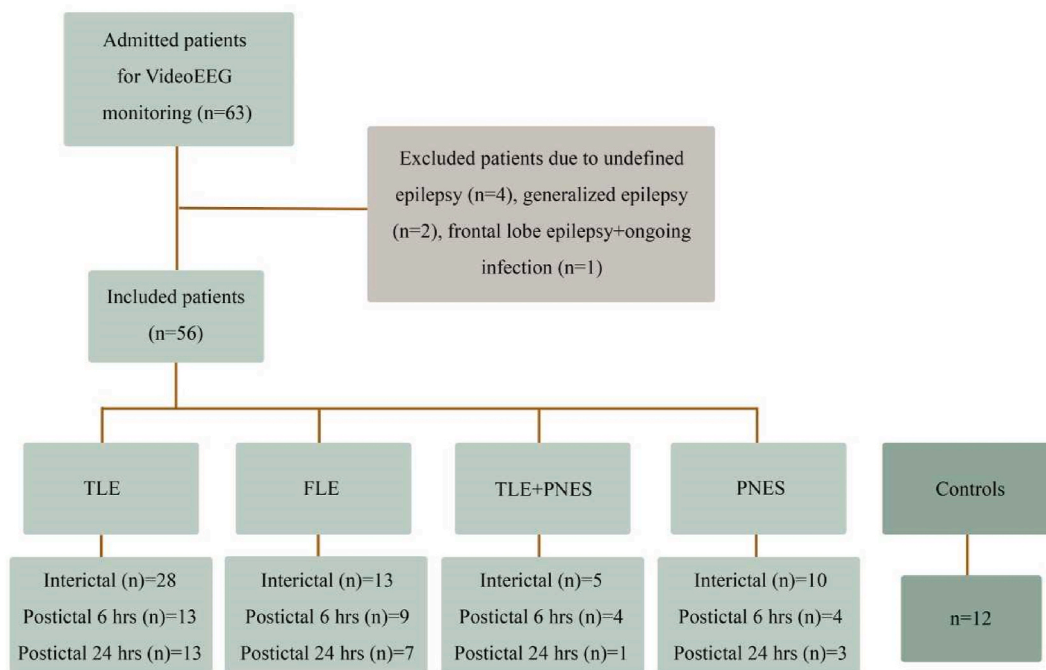 Admitted patients
for VideoEEG
monitoring (n=63)
Excluded patients due to undefined
epilepsy (n=4), generalized epilepsy
(n=2), frontal lobe epilepsy+ongoing
infection (n=1)
Included patients
(n=56)
TLE
FLE
TLE+PNES
PNES
Controls
Interictal (n)=28
Postictal 6 hrs (n)=13
Postictal 24 hrs (n)=13
Interictal (n)=13
Postictal 6 hrs (n)=9
Postictal 24 hrs (n)=7
Interictal (n)=5
Postictal 6 hrs (n)=4
Postictal 24 hrs (n)=1
Interictal (n)=10
Postictal 6 hrs (n)=4
Postictal 24 hrs (n)=3
n=12